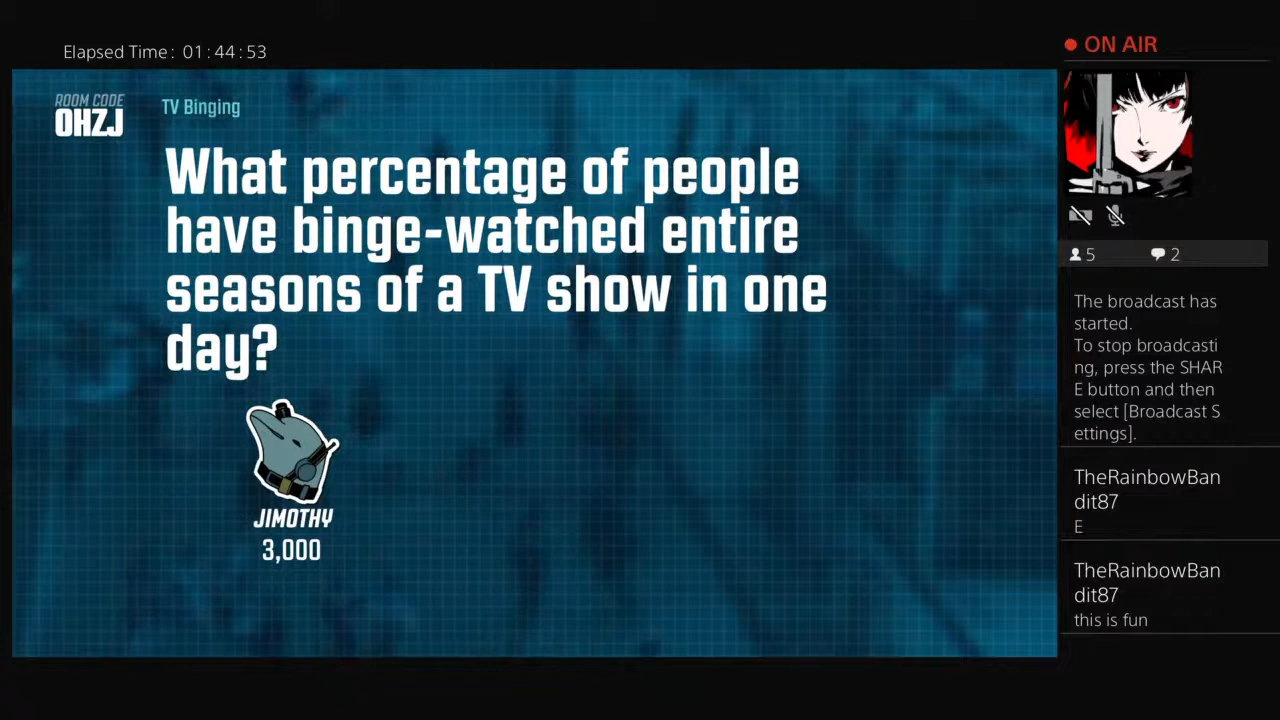 Elapsed Time: 01:44:53
ROOM CODE
OHZJ
TV Binging
What percentage of people
have binge-watched entire
seasons of a TV show in one
day?
JIMOTHY
3,000
ON AIR
5
2
The broadcast has
started.
To stop broadcasti
ng, press the SHAR
E button and then
select [Broadcast S
ettings].
TheRainbowBan
dit87
E
TheRainbowBan
dit87
this is fun